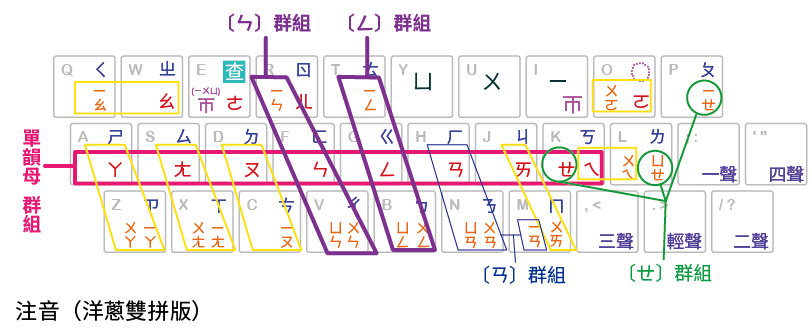 〔ㄣ〕群組 〔ㄥ〕群組
Q ㄑ ㄧㄠ W ㄓ ㄠ E 查 (ㄧㄨㄩ) ㄦ ㄜ R ㄖ ㄧㄣ ㄦ T ㄊ ㄧㄥ Y ㄩ U ㄨ I ㄧ O ㄨㄛ ㄛ P ㄆ ㄧㄝ
單韻母 群組
A ㄕ ㄚ S ㄙ ㄤ D ㄉ ㄡ F ㄈ ㄣ G ㄍ ㄥ H ㄏ ㄢ J ㄐ ㄞ K ㄎ ㄝ ㄟ L ㄌ ㄨㄟ ㄩㄝ ; : 一聲 ' " 四聲
Z ㄗ ㄨㄚ ㄧㄚ X ㄒ ㄨㄤ ㄧㄤ C ㄘ ㄧㄡ V ㄔ ㄩㄣ ㄨㄣ B ㄅ ㄩㄥ ㄨㄥ N ㄋ ㄩㄢ ㄨㄢ M ㄇ ㄧㄢ ㄨㄞ , < 三聲 . > 輕聲 / ? 二聲
〔ㄢ〕群組 〔ㄝ〕群組
注音（洋蔥雙拼版）